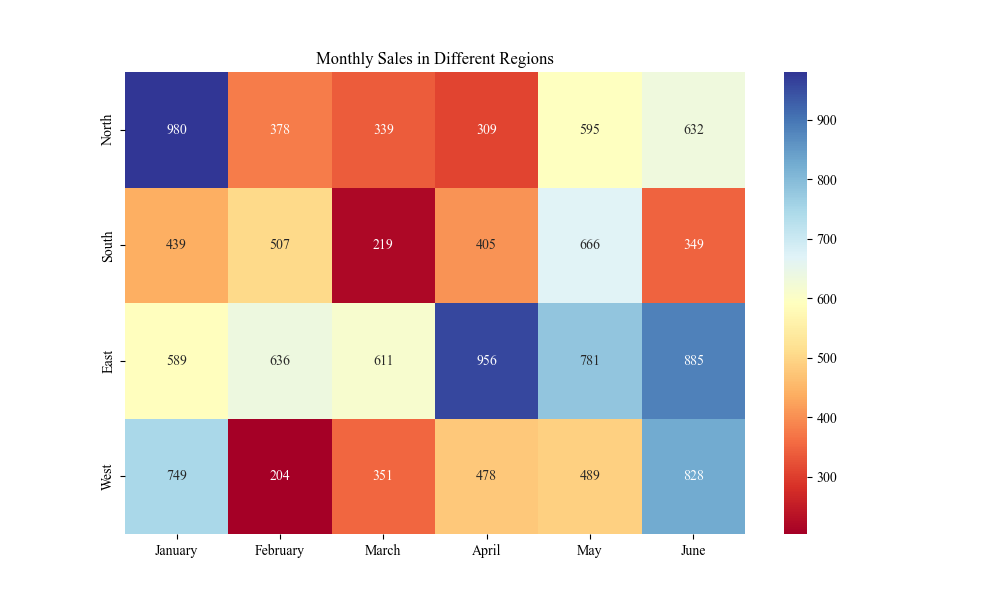 Monthly Sales in Different Regions
North
980 378 339 309 595 632
South
439 507 219 405 666 349
East
589 636 611 956 781 885
West
749 204 351 478 489 828
January February March April May June
900
800
700
600
500
400
300